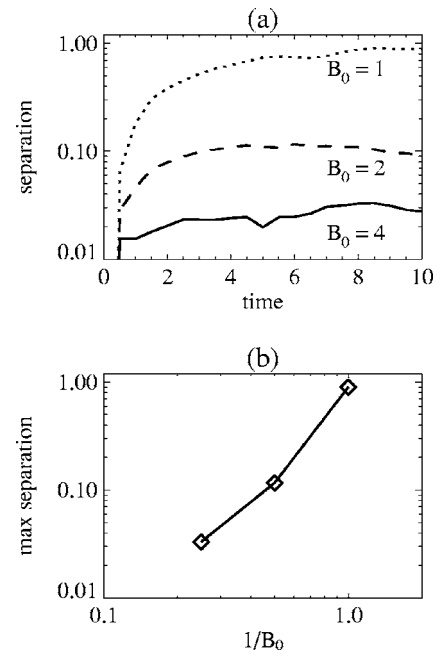 (a)
separation
1.00
0.10
0.01
B₀ = 1
B₀ = 2
B₀ = 4
0 2 4 6 8 10
time
(b)
max separation
1.00
0.10
0.01
0.1 1.0
1/B₀